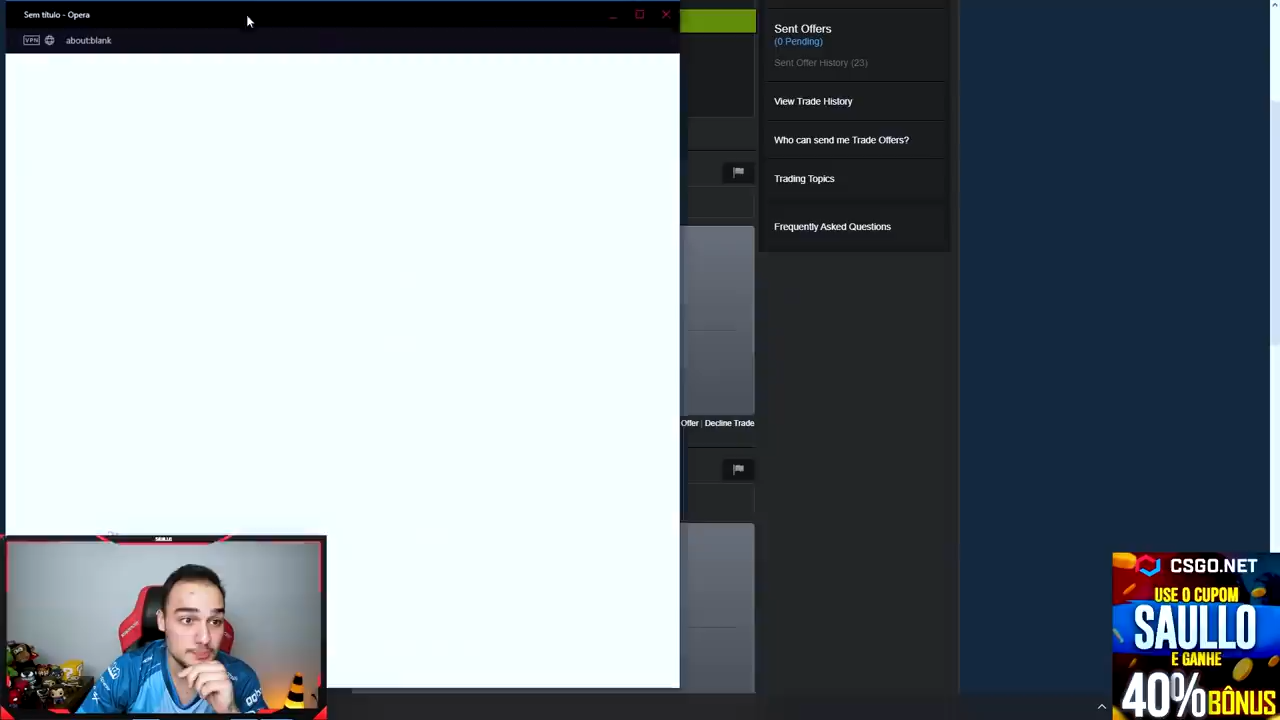 Sem título - Opera
VPN
about:blank
Sent Offers
(0 Pending)
Sent Offer History (23)
View Trade History
Who can send me Trade Offers?
Trading Topics
Frequently Asked Questions
Offer | Decline Trade
SAULLO
CSGO.NET
USE O CUPOM
SAULLO
E GANHE
40% BÔNUS